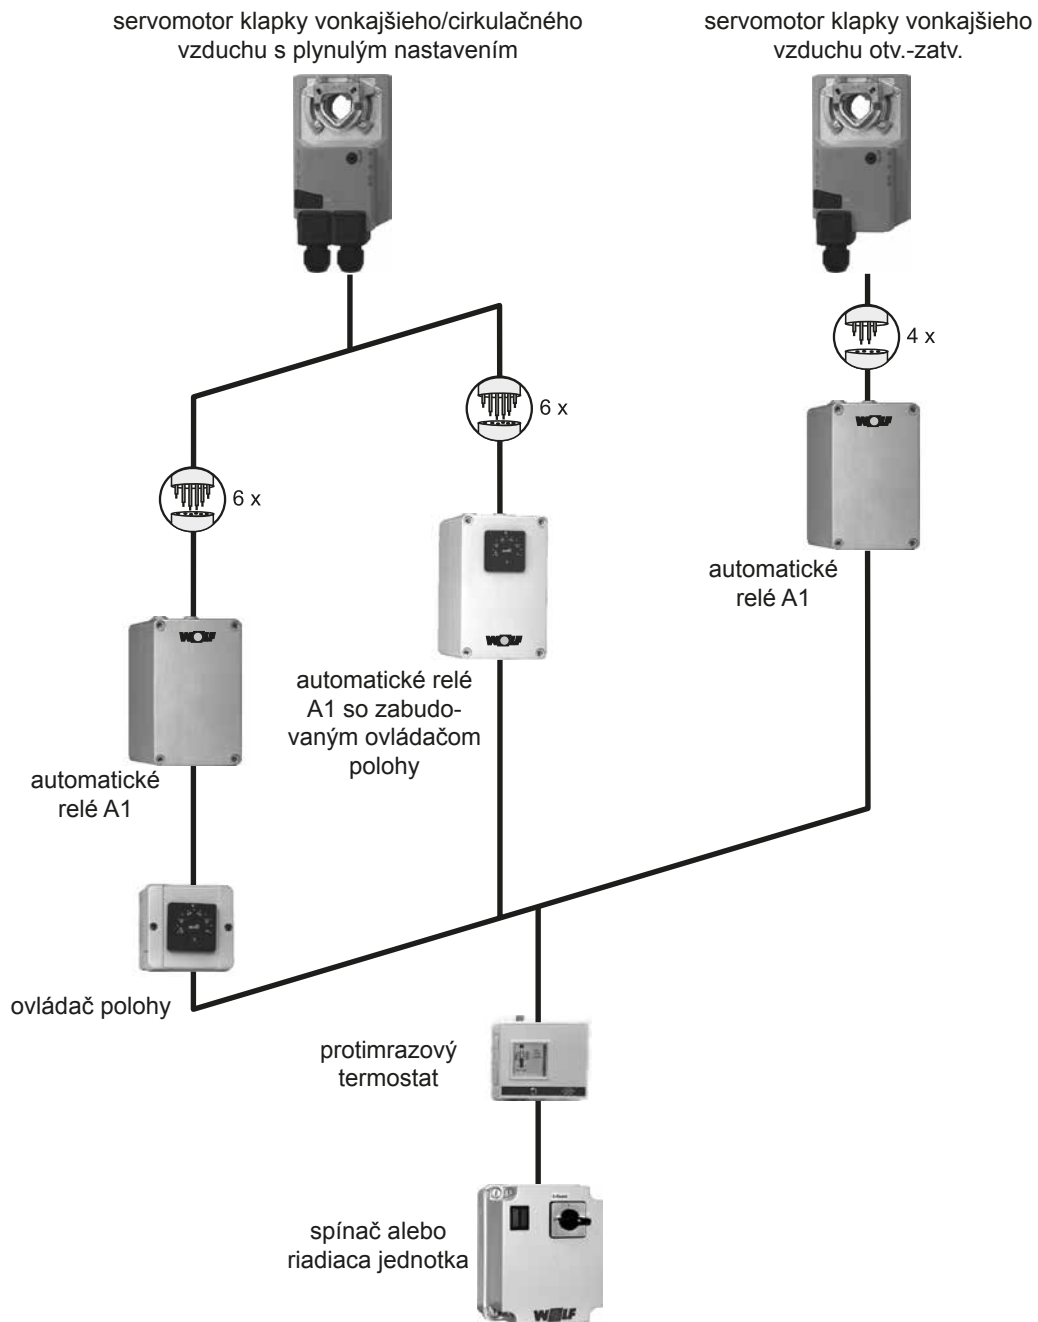 servomotor klapky vonkajšieho/cirkulačného
vzduchu s plynulým nastavením
servomotor klapky vonkajšieho
vzduchu otv.-zatv.
4 x
6 x
6 x
WOLF
automatické
relé A1
WOLF
automatické relé
A1 so zabudo-
vaným ovládačom
polohy
WOLF
automatické
relé A1
ovládač polohy
protimrazový
termostat
spínač alebo
riadiaca jednotka
WOLF